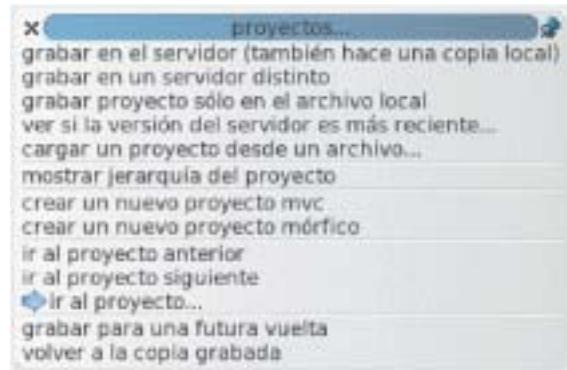 proyectos...
grabar en el servidor (también hace una copia local)
grabar en un servidor distinto
grabar proyecto sólo en el archivo local
ver si la versión del servidor es más reciente...
cargar un proyecto desde un archivo...
mostrar jerarquía del proyecto
crear un nuevo proyecto mvc
crear un nuevo proyecto mórfico
ir al proyecto anterior
ir al proyecto siguiente
ir al proyecto...
grabar para una futura vuelta
volver a la copia grabada